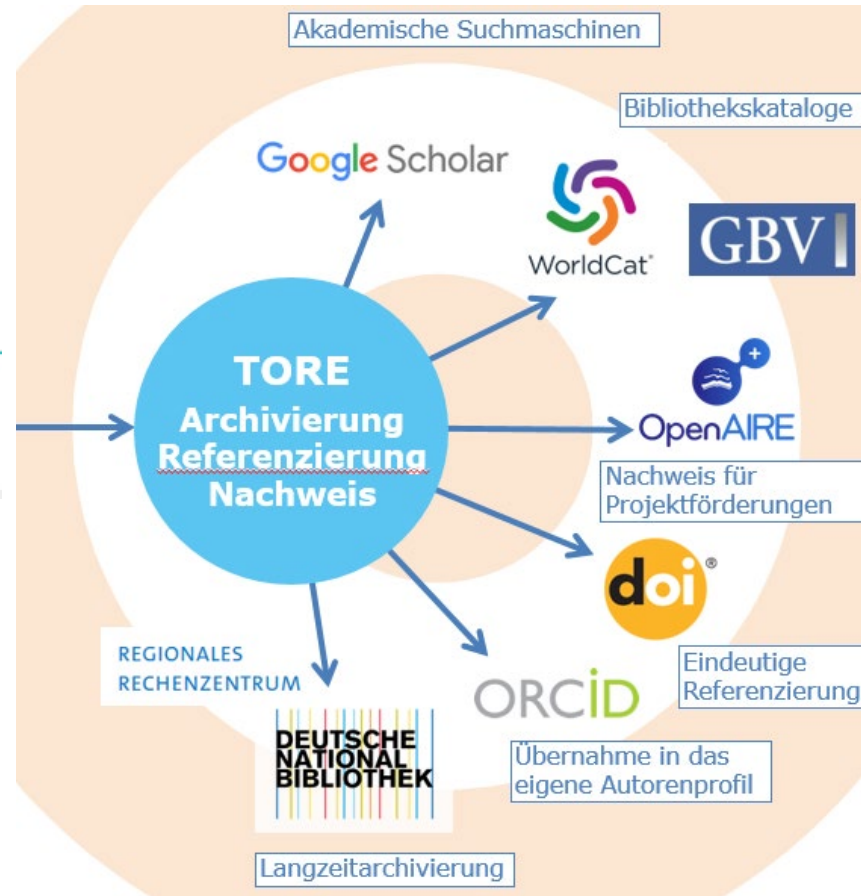 Akademische Suchmaschinen
Bibliothekskataloge
Google Scholar
WorldCat®
GBV
TORE
Archivierung
Referenzierung
Nachweis
OpenAIRE
Nachweis für
Projektförderungen
doi®
Eindeutige
Referenzierung
REGIONALES
RECHENZENTRUM
ORCID
Übernahme in das
eigene Autorenprofil
DEUTSCHE
NATIONAL
BIBLIOTHEK
Langzeitarchivierung